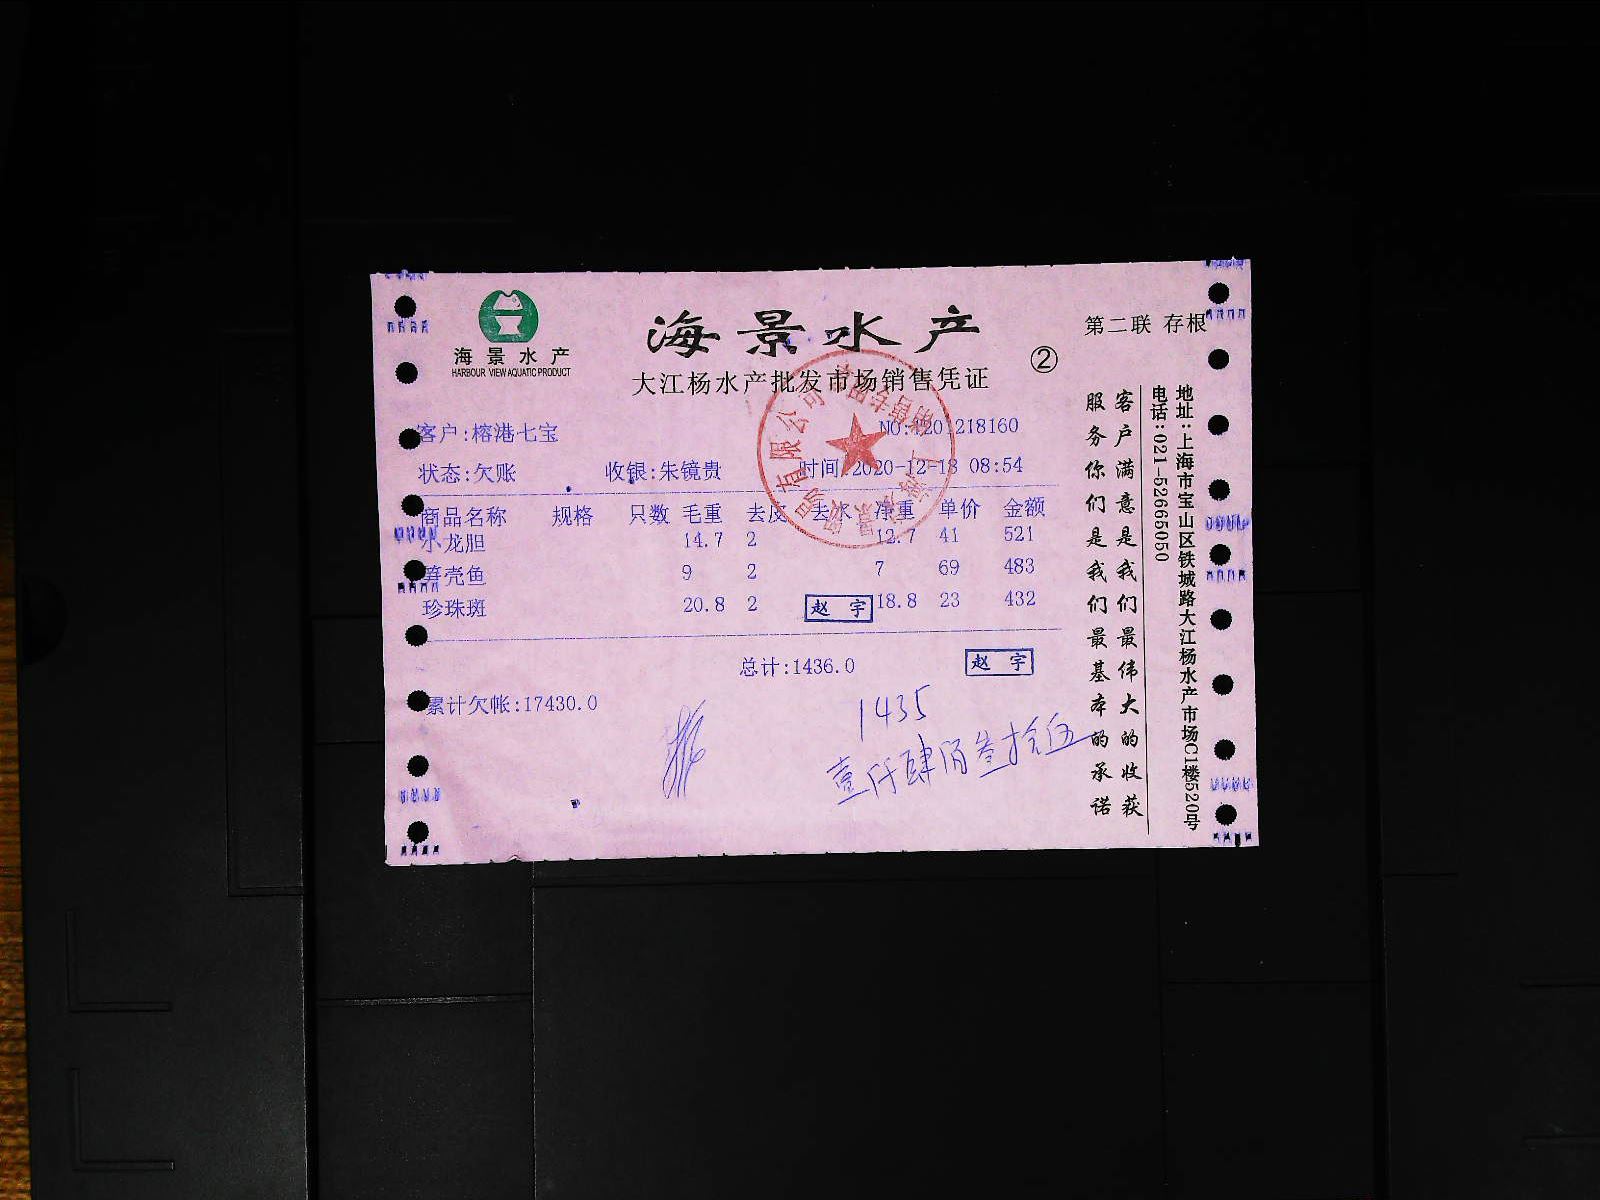 海景水产
HARBOUR VIEW AQUATIC PRODUCT
海景水产
大江杨水产批发市场销售凭证
②
第二联 存根
客户:榕港七宝
NO:1201218160
状态:欠账 收银:朱镜贵 时间:2020-12-18 08:54
商品名称 规格 只数 毛重 去皮 去水 净重 单价 金额
小龙胆 14.7 2 12.7 41 521
笋壳鱼 9 2 7 69 483
珍珠斑 20.8 2 18.8 23 432
赵宇
总计:1436.0
赵宇
累计欠帐:17430.0
1435
壹仟肆佰叁拾伍
客户满意是我们最伟大的收获
服务你们是我们最基本的承诺
地址:上海市宝山区铁城路大江杨水产市场C1楼520号
电话:021-52665050